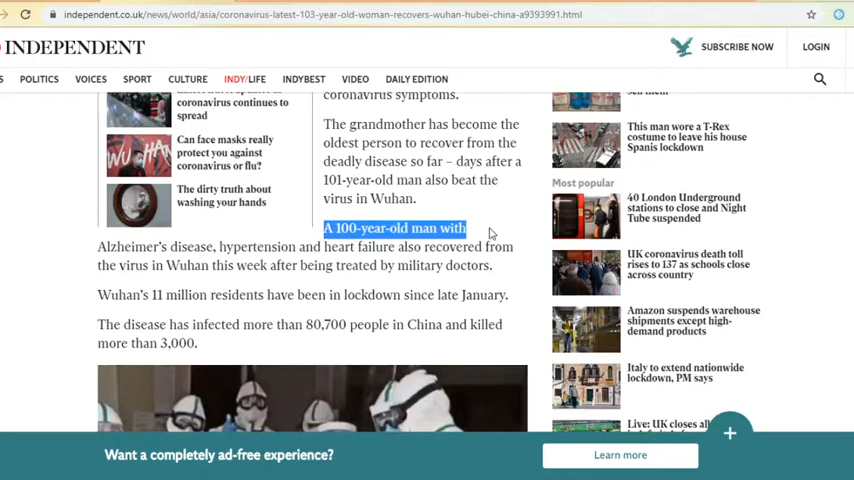 independent.co.uk/news/world/asia/coronavirus-latest-103-year-old-woman-recovers-wuhan-hubei-china-a9393991.html
INDEPENDENT
SUBSCRIBE NOW
LOGIN
POLITICS
VOICES
SPORT
CULTURE
INDY/LIFE
INDYBEST
VIDEO
DAILY EDITION
coronavirus continues to
spread
Can face masks really
protect you against
coronavirus or flu?
The dirty truth about
washing your hands
coronavirus symptoms.
The grandmother has become the
oldest person to recover from the
deadly disease so far – days after a
101-year-old man also beat the
virus in Wuhan.
A 100-year-old man with
Alzheimer's disease, hypertension and heart failure also recovered from
the virus in Wuhan this week after being treated by military doctors.
Wuhan's 11 million residents have been in lockdown since late January.
The disease has infected more than 80,700 people in China and killed
more than 3,000.
This man wore a T-Rex
costume to leave his house
Spanis lockdown
Most popular
40 London Underground
stations to close and Night
Tube suspended
UK coronavirus death toll
rises to 137 as schools close
across country
Amazon suspends warehouse
shipments except high-
demand products
Italy to extend nationwide
lockdown, PM says
Live: UK closes all
Want a completely ad-free experience?
Learn more